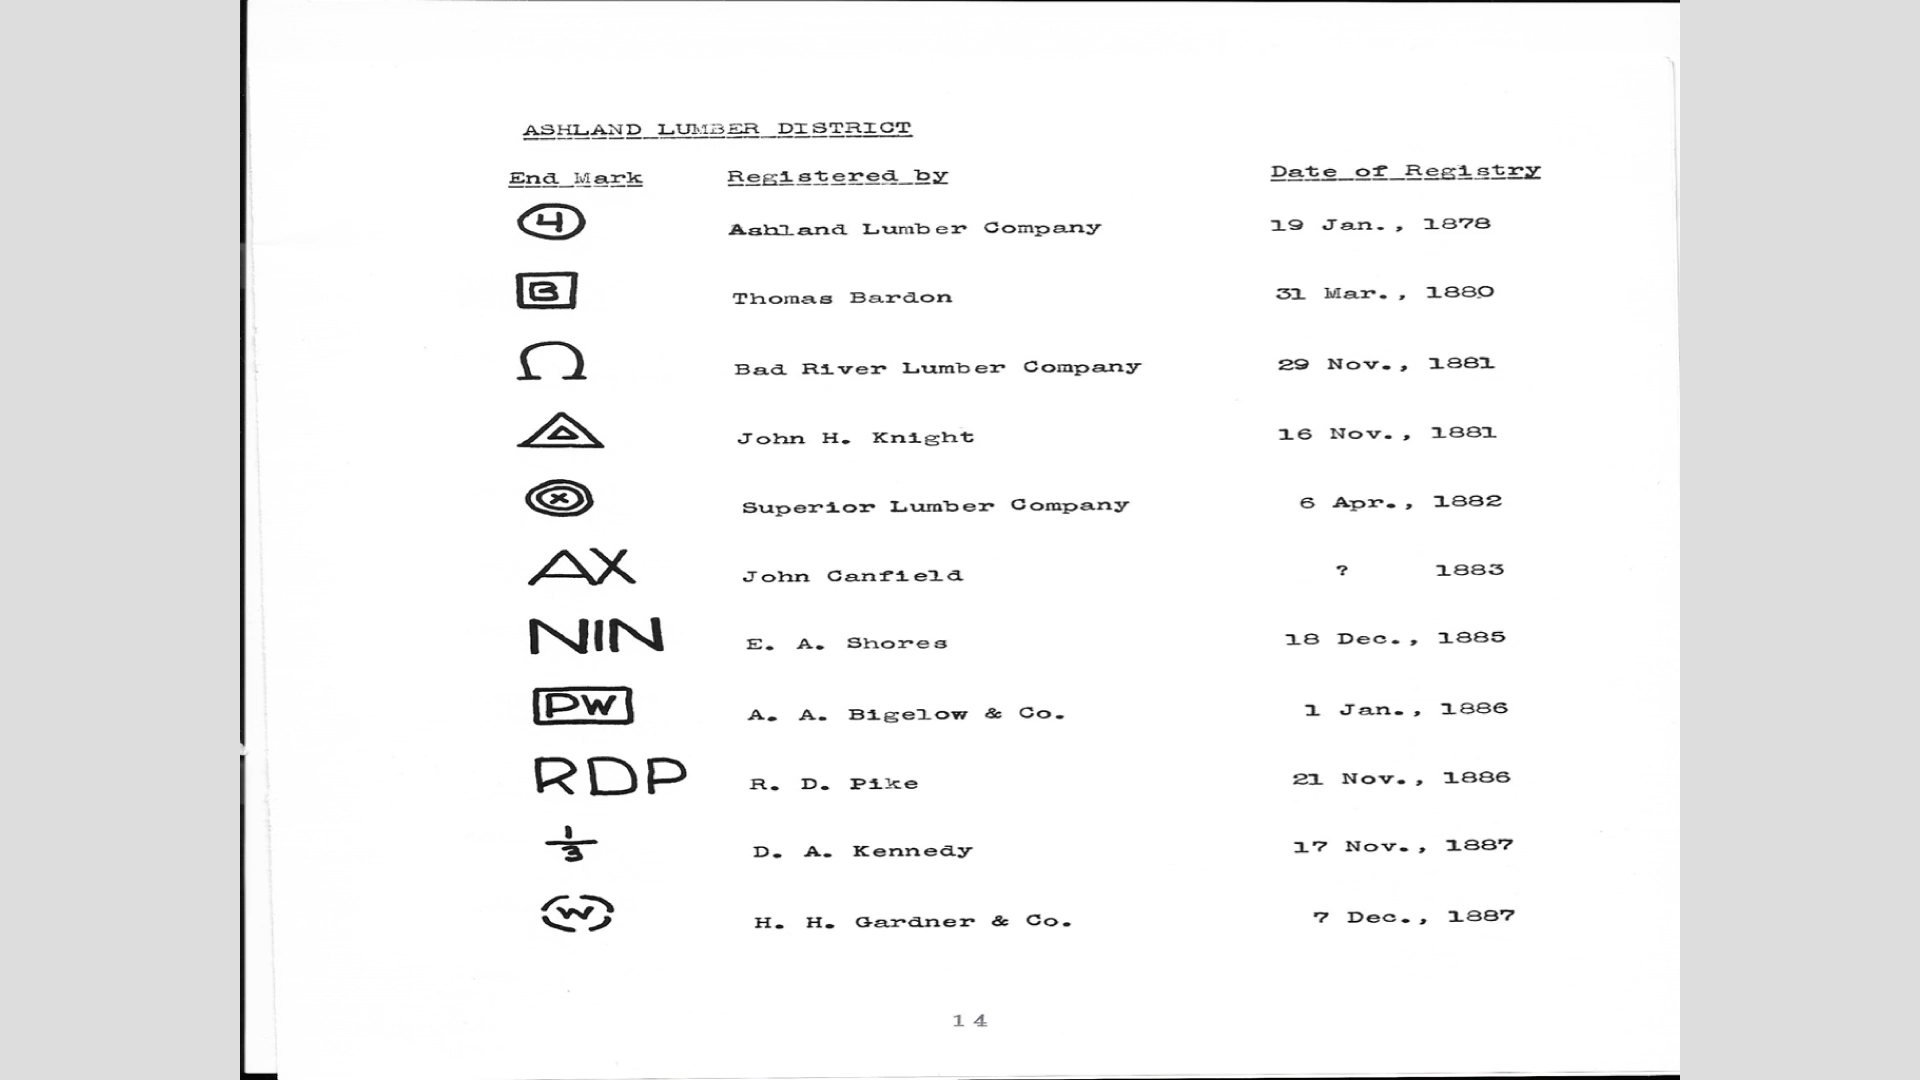 ASHLAND LUMBER DISTRICT
End Mark Registered by Date of Registry
4 Ashland Lumber Company 19 Jan., 1878
B Thomas Bardon 31 Mar., 1880
Ω Bad River Lumber Company 29 Nov., 1881
John H. Knight 16 Nov., 1881
X Superior Lumber Company 6 Apr., 1882
AX John Canfield ? 1883
NIN E. A. Shores 18 Dec., 1885
PW A. A. Bigelow & Co. 1 Jan., 1886
RDP R. D. Pike 21 Nov., 1886
1/3 D. A. Kennedy 17 Nov., 1887
W H. H. Gardner & Co. 7 Dec., 1887
14